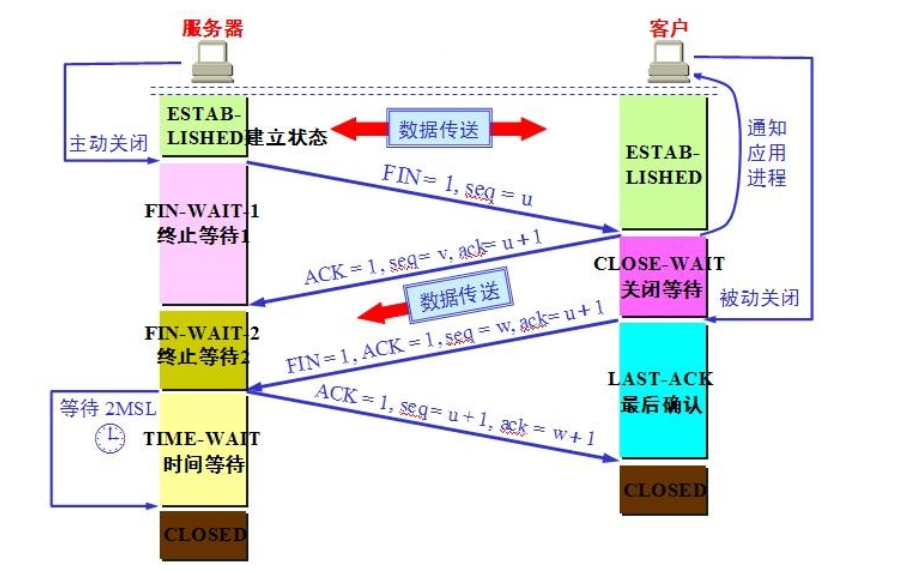 服务器
客户
ESTAB-
LISHED建立状态
数据传送
主动关闭
通知
应用
进程
ESTAB-
LISHED
FIN = 1, seq = u
FIN-WAIT-1
终止等待1
ACK = 1, seq= v, ack= u+1
CLOSE-WAIT
关闭等待
数据传送
被动关闭
FIN-WAIT-2
终止等待2
FIN=1, ACK = 1, seq = w, ack= u+1
LAST-ACK
最后确认
ACK = 1, seq= u+1, ack = w+1
等待 2MSL
TIME-WAIT
时间等待
CLOSED
CLOSED